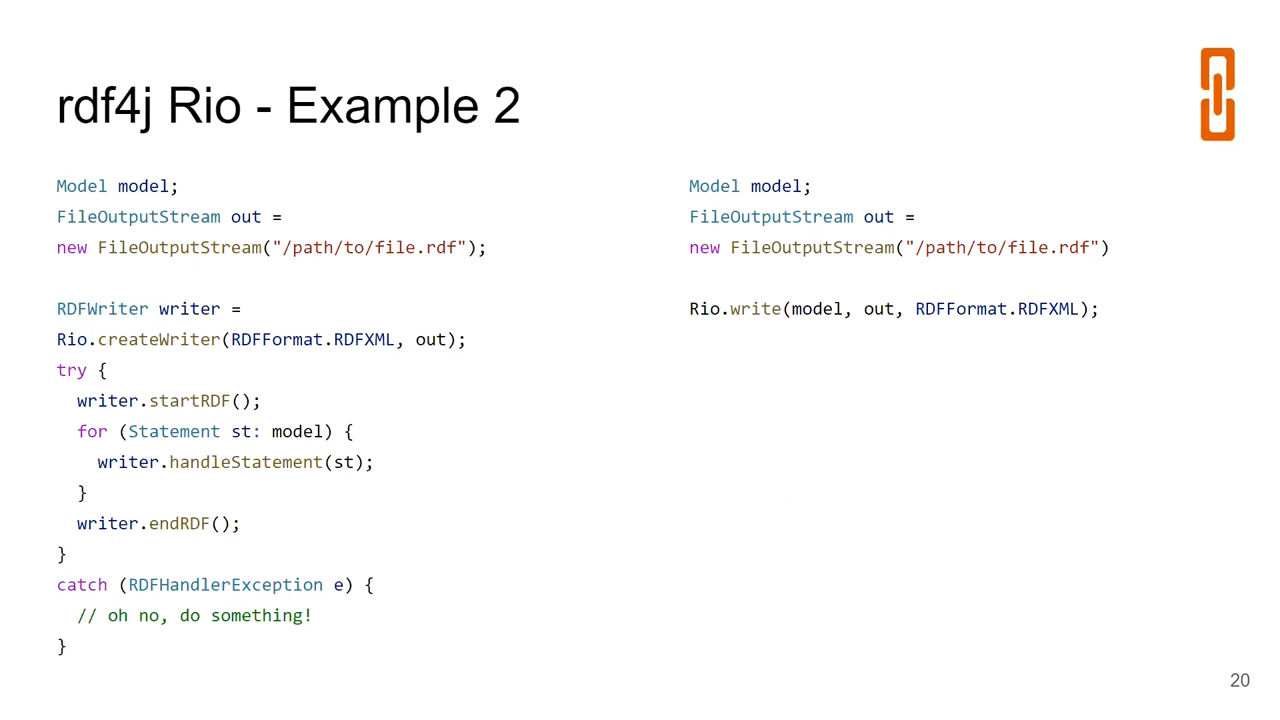 rdf4j Rio - Example 2
Model model;
FileOutputStream out =
new FileOutputStream("/path/to/file.rdf");
RDFWriter writer =
Rio.createWriter(RDFFormat.RDFXML, out);
try {
writer.startRDF();
for (Statement st: model) {
writer.handleStatement(st);
}
writer.endRDF();
}
catch (RDFHandlerException e) {
// oh no, do something!
}
Model model;
FileOutputStream out =
new FileOutputStream("/path/to/file.rdf")
Rio.write(model, out, RDFFormat.RDFXML);
20